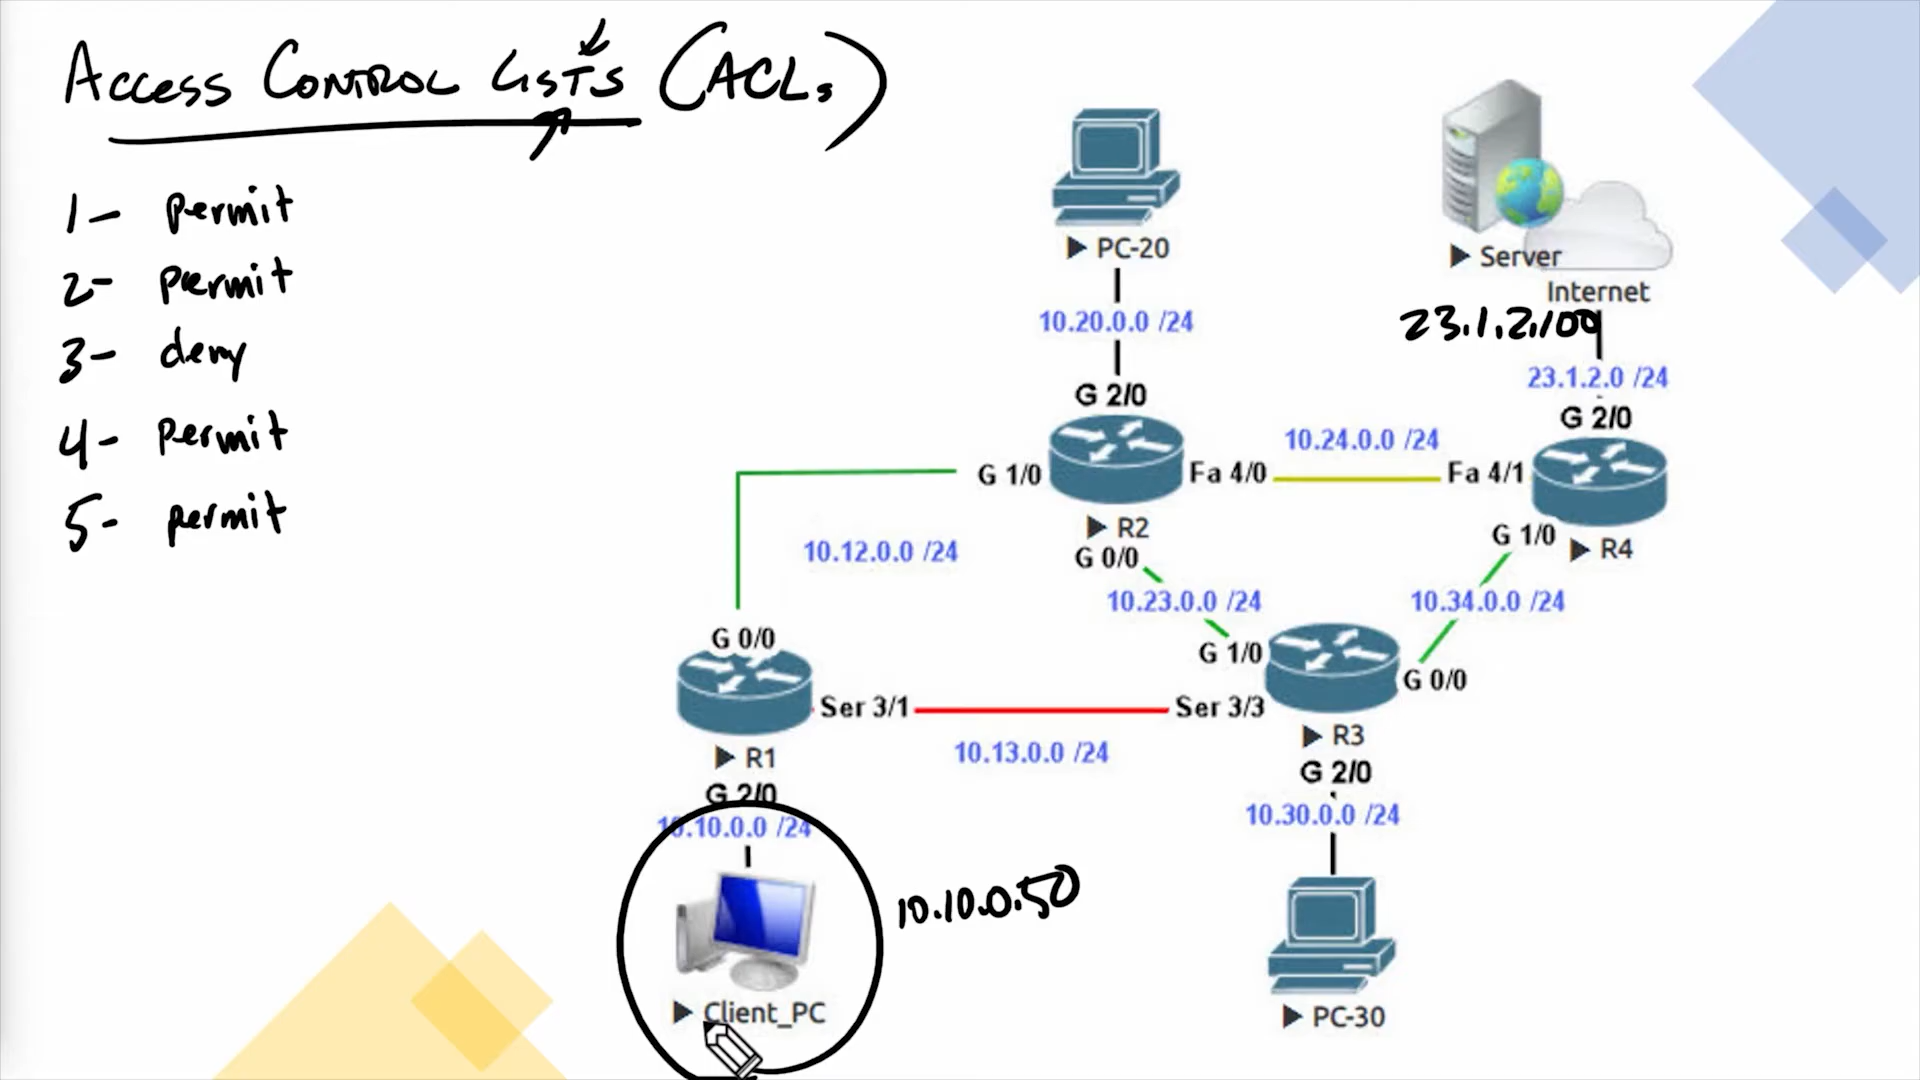 Access Control Lists (ACLs)
1- permit
2- permit
3- deny
4- permit
5- permit
PC-20
10.20.0.0 /24
G 2/0
Server
Internet
23.1.2.100
23.1.2.0 /24
G 2/0
10.24.0.0 /24
G 1/0
Fa 4/0
Fa 4/1
R2
G 0/0
G 1/0
R4
10.12.0.0 /24
10.23.0.0 /24
10.34.0.0 /24
G 0/0
G 1/0
G 0/0
Ser 3/1
Ser 3/3
R1
10.13.0.0 /24
R3
G 2/0
G 2/0
10.10.0.0 /24
10.30.0.0 /24
10.10.0.50
Client_PC
PC-30